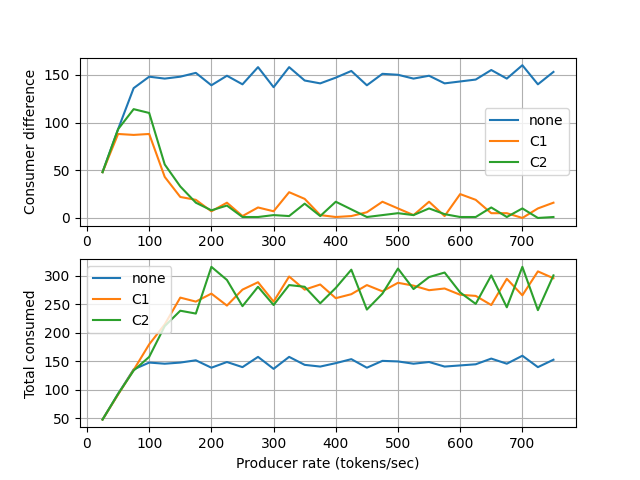 Consumer difference
150
100
50
0
none
C1
C2
0 100 200 300 400 500 600 700
Total consumed
300
250
200
150
100
50
none
C1
C2
0 100 200 300 400 500 600 700
Producer rate (tokens/sec)